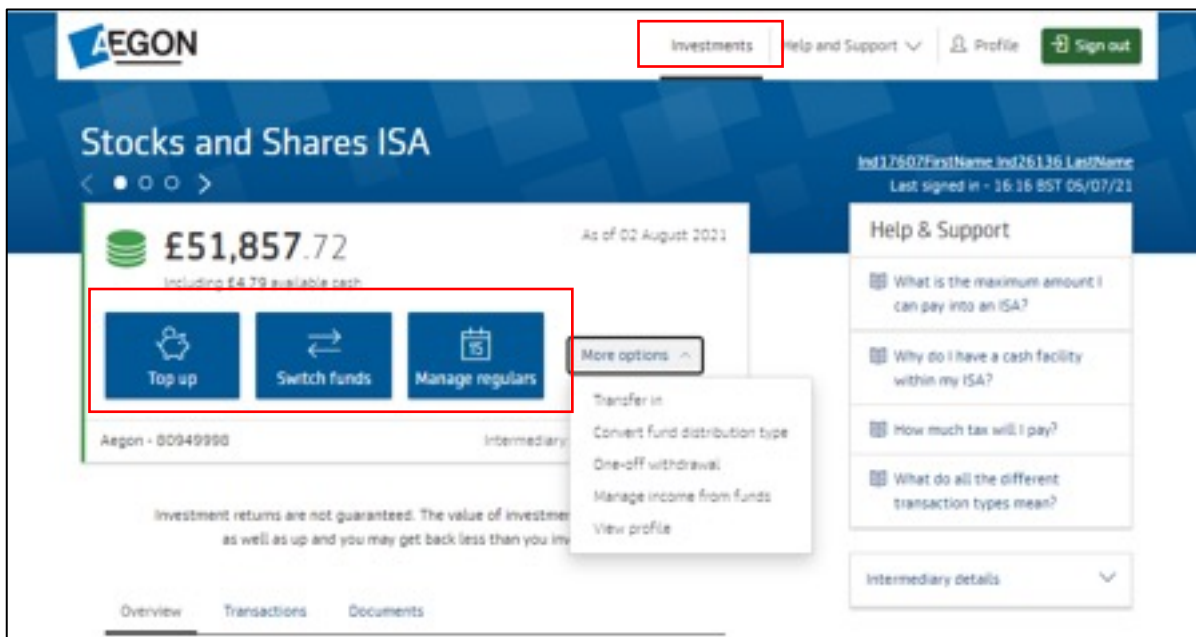 AEGON
Investments
Help and Support
Profile
Sign out
Stocks and Shares ISA
Ind17607FirstName Ind26136 LastName
Last signed in - 16:16 BST 05/07/21
£51,857.72
As of 02 August 2021
Including £4.79 available cash
Top up
Switch funds
15
Manage regulars
More options
Transfer in
Convert fund distribution type
One-off withdrawal
Manage income from funds
View profile
Aegon - 80949998
Intermediary
Investment returns are not guaranteed. The value of
as well as up and you may get back less than you
Overview
Transactions
Documents
Help & Support
What is the maximum amount I
can pay into an ISA?
Why do I have a cash facility
within my ISA?
How much tax will I pay?
What do all the different
transaction types mean?
Intermediary details